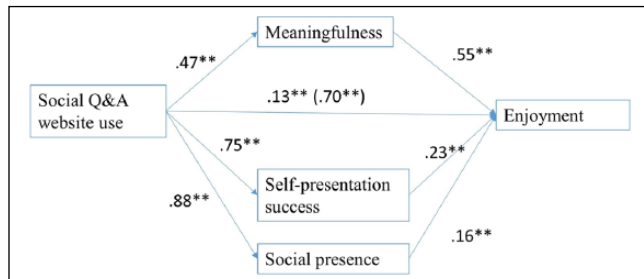 Meaningfulness
.47**
.55**
.13** (.70**)
Social Q&A
website use
Enjoyment
.75**
.23**
Self-presentation
success
.88**
.16**
Social presence